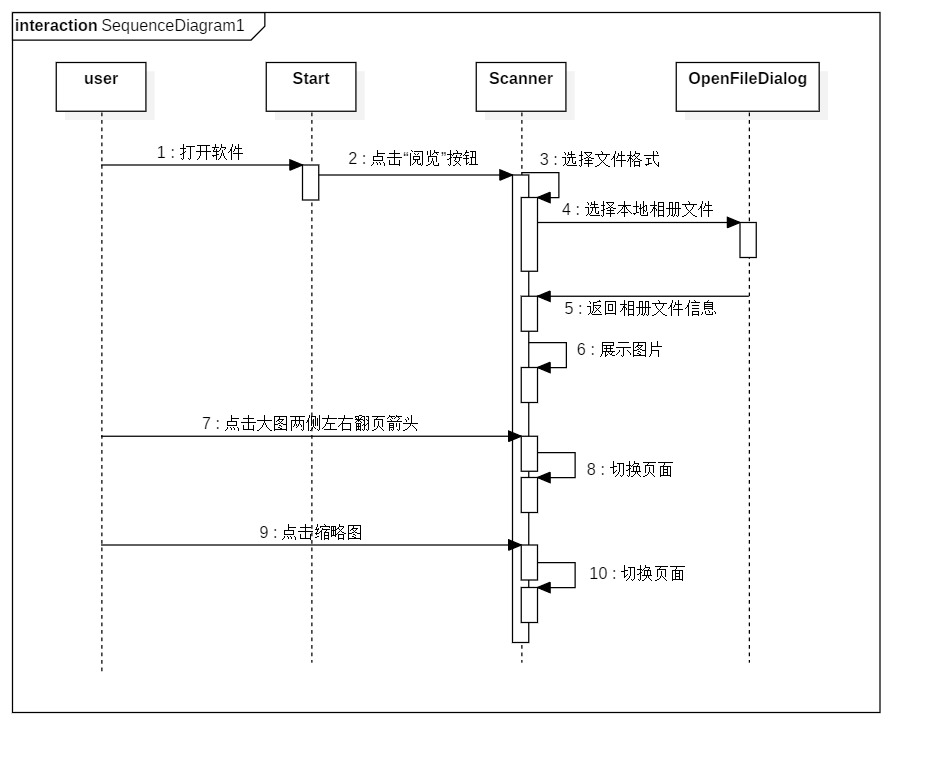 interaction SequenceDiagram1
user
Start
Scanner
OpenFileDialog
1 : 打开软件
2 : 点击“阅览”按钮
3 : 选择文件格式
4 : 选择本地相册文件
5 : 返回相册文件信息
6 : 展示图片
7 : 点击大图两侧左右翻页箭头
8 : 切换页面
9 : 点击缩略图
10 : 切换页面